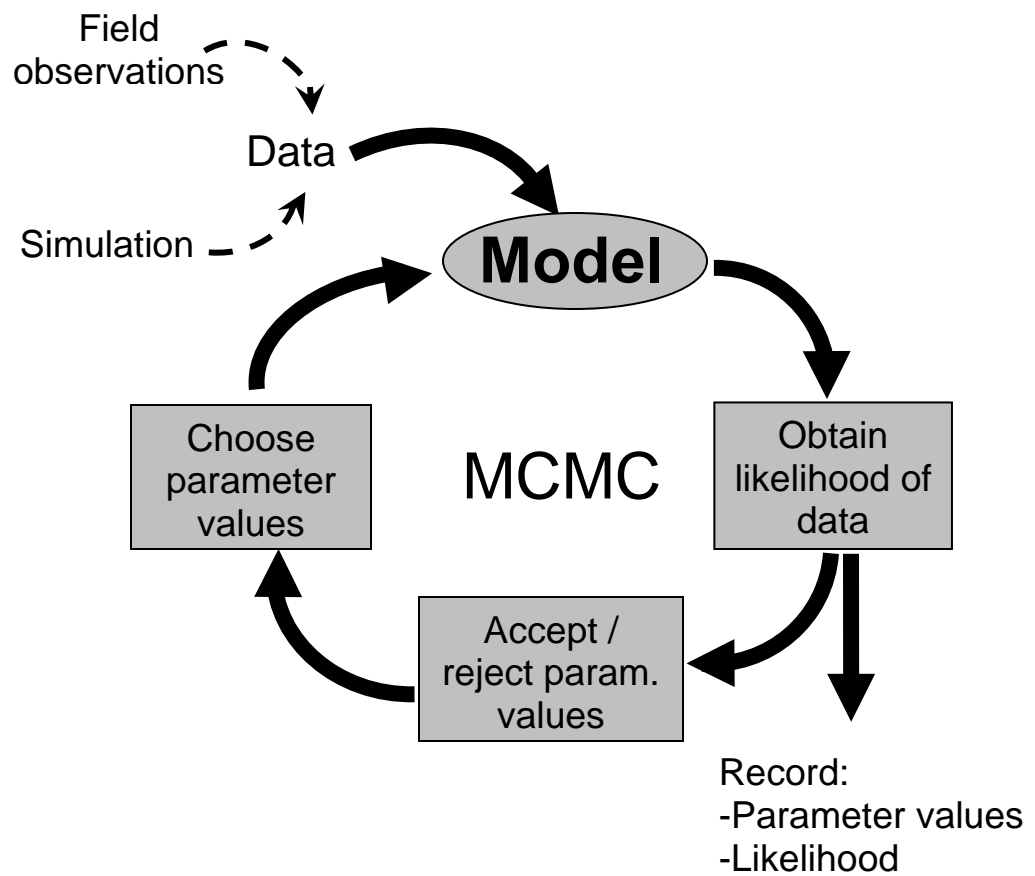 Field
observations
Data
Simulation
Model
Choose
parameter
values
MCMC
Obtain
likelihood of
data
Accept /
reject param.
values
Record:
-Parameter values
-Likelihood